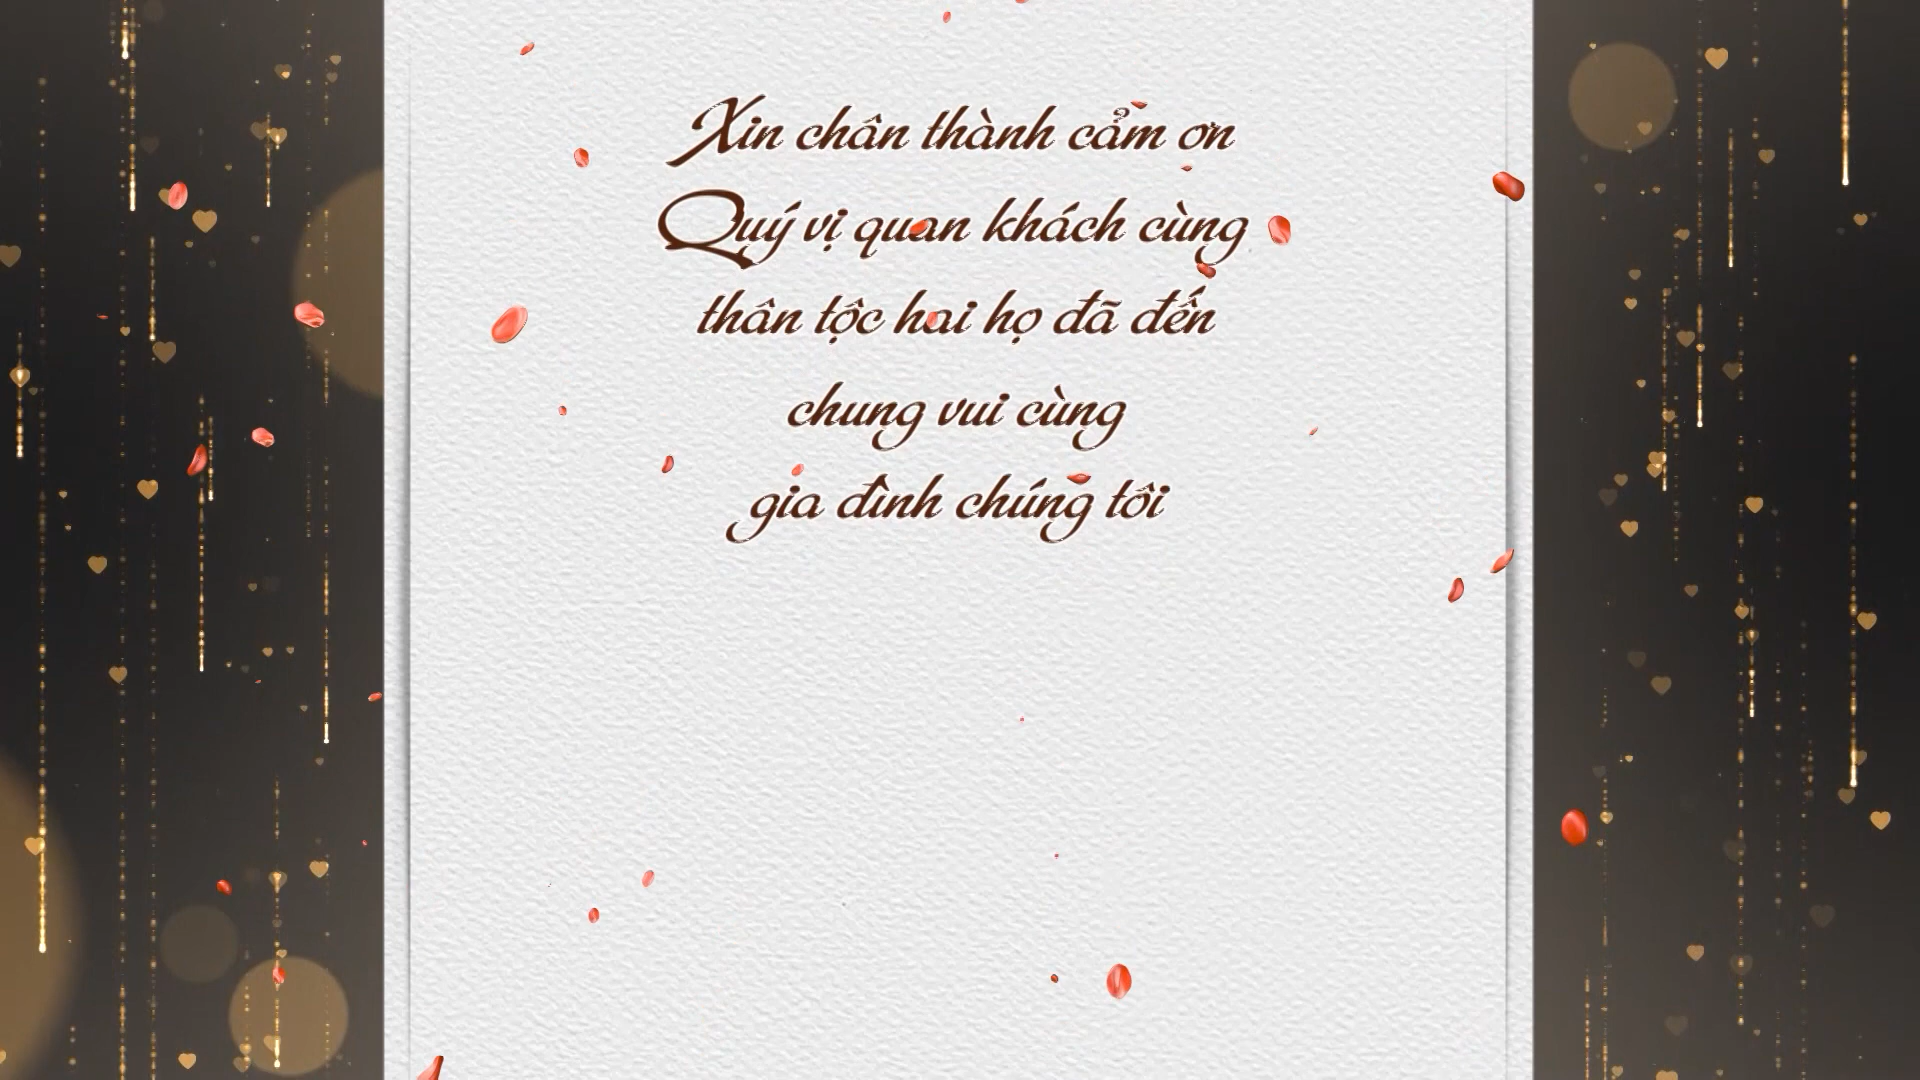 Xin chân thành cảm ơn
Quý vị quan khách cùng
thân tộc hai họ đã đến
chung vui cùng
gia đình chúng tôi